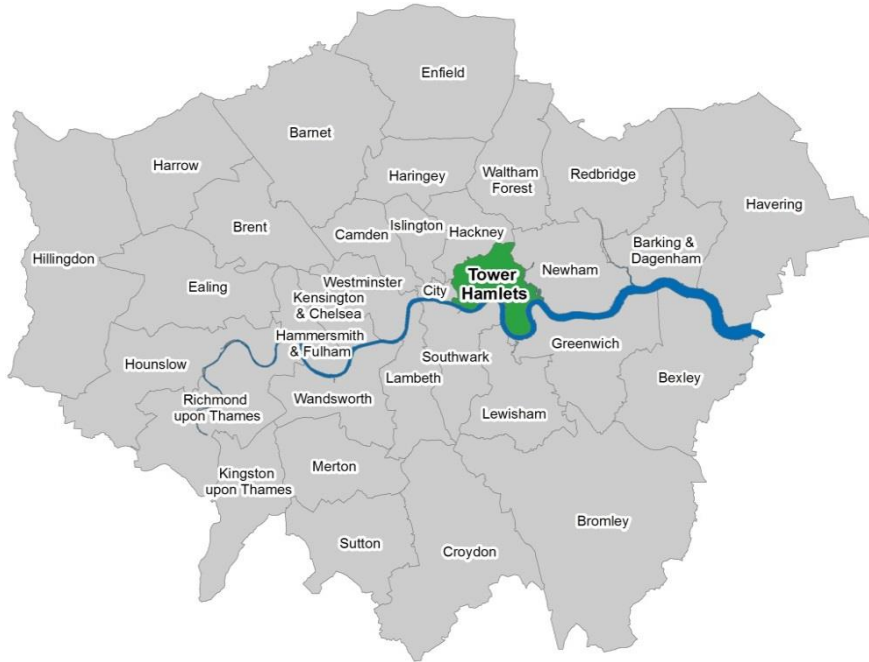 Enfield
Barnet
Harrow
Haringey
Waltham
Forest
Redbridge
Havering
Hillingdon
Brent
Camden
Islington
Hackney
Barking &
Dagenham
Ealing
Westminster
Kensington
& Chelsea
City
Tower
Hamlets
Newham
Hounslow
Hammersmith
& Fulham
Southwark
Greenwich
Lambeth
Bexley
Richmond
upon Thames
Wandsworth
Lewisham
Merton
Kingston
upon Thames
Sutton
Croydon
Bromley